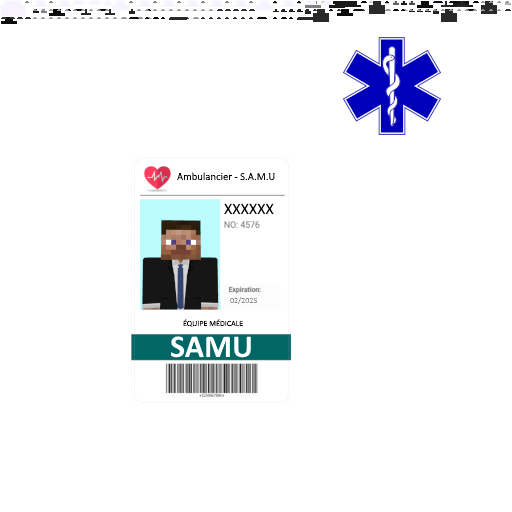 Ambulancier - S.A.M.U
XXXXXX
NO: 4576
Expiration:
02/2025
ÉQUIPE MÉDICALE
SAMU